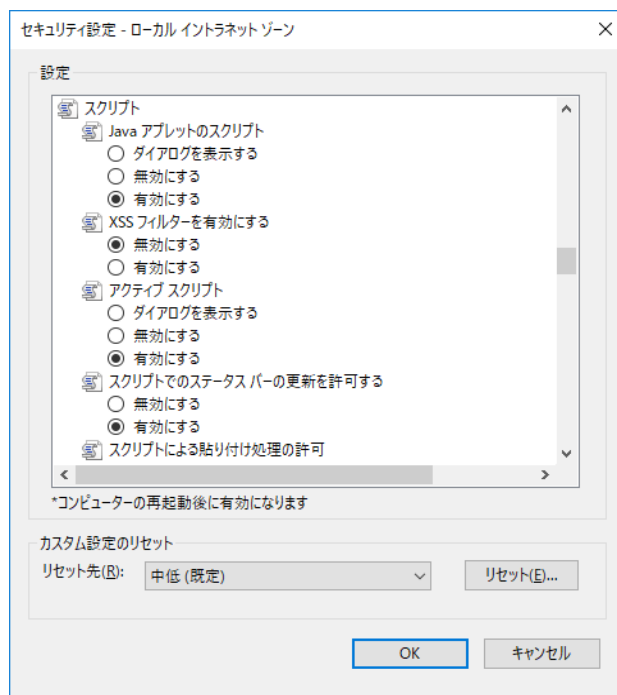 セキュリティ設定 - ローカル イントラネット ゾーン
設定
スクリプト
Java アプレットのスクリプト
ダイアログを表示する
無効にする
有効にする
XSS フィルターを有効にする
無効にする
有効にする
アクティブ スクリプト
ダイアログを表示する
無効にする
有効にする
スクリプトでのステータス バーの更新を許可する
無効にする
有効にする
スクリプトによる貼り付け処理の許可
*コンピューターの再起動後に有効になります
カスタム設定のリセット
リセット先(R): 中低 (既定) リセット(E)...
OK キャンセル